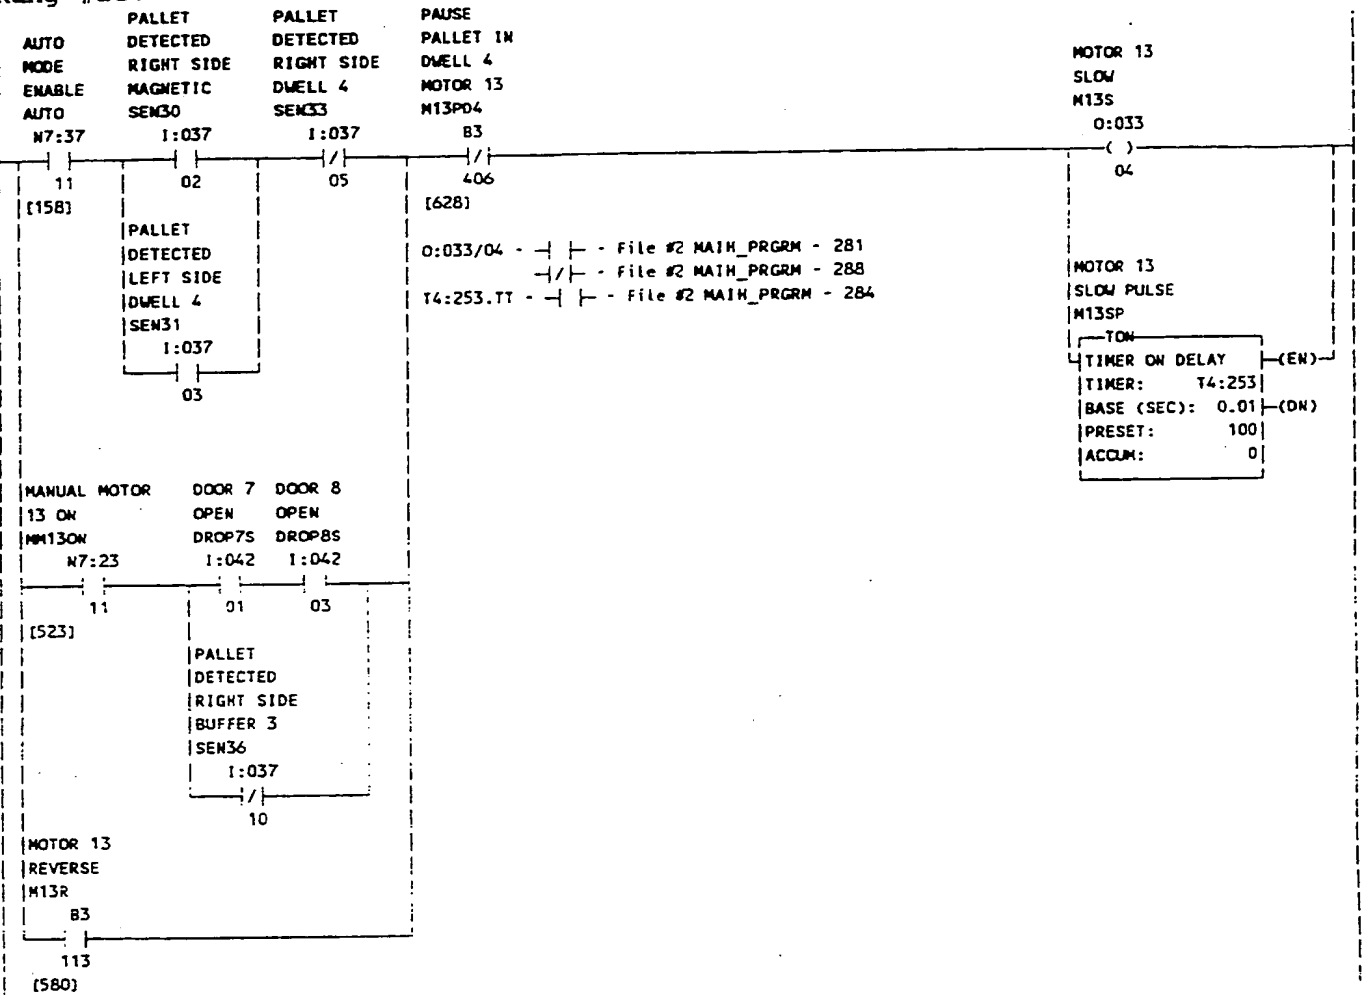 PALLET PALLET PAUSE
AUTO DETECTED DETECTED PALLET IN
MODE RIGHT SIDE RIGHT SIDE DWELL 4
ENABLE MAGNETIC DWELL 4 MOTOR 13
AUTO SEN30 SEN33 M13PD4
N7:37 I:037 I:037 B3
11 02 05 406
[158] [628]
MOTOR 13
SLOW
M13S
O:033
( )
04
PALLET
DETECTED
LEFT SIDE
DWELL 4
SEN31
I:037
03
O:033/04 - ┤ ├ - File #2 MAIN_PRGRM - 281
┤/├ - File #2 MAIN_PRGRM - 288
T4:253.TT - ┤ ├ - File #2 MAIN_PRGRM - 284
MOTOR 13
SLOW PULSE
M13SP
TON
TIMER ON DELAY (EN)
TIMER: T4:253
BASE (SEC): 0.01 (DN)
PRESET: 100
ACCUM: 0
MANUAL MOTOR DOOR 7 DOOR 8
13 ON OPEN OPEN
MM13ON DROP7S DROP8S
N7:23 I:042 I:042
11 01 03
[523]
PALLET
DETECTED
RIGHT SIDE
BUFFER 3
SEN36
I:037
10
MOTOR 13
REVERSE
M13R
B3
113
[580]